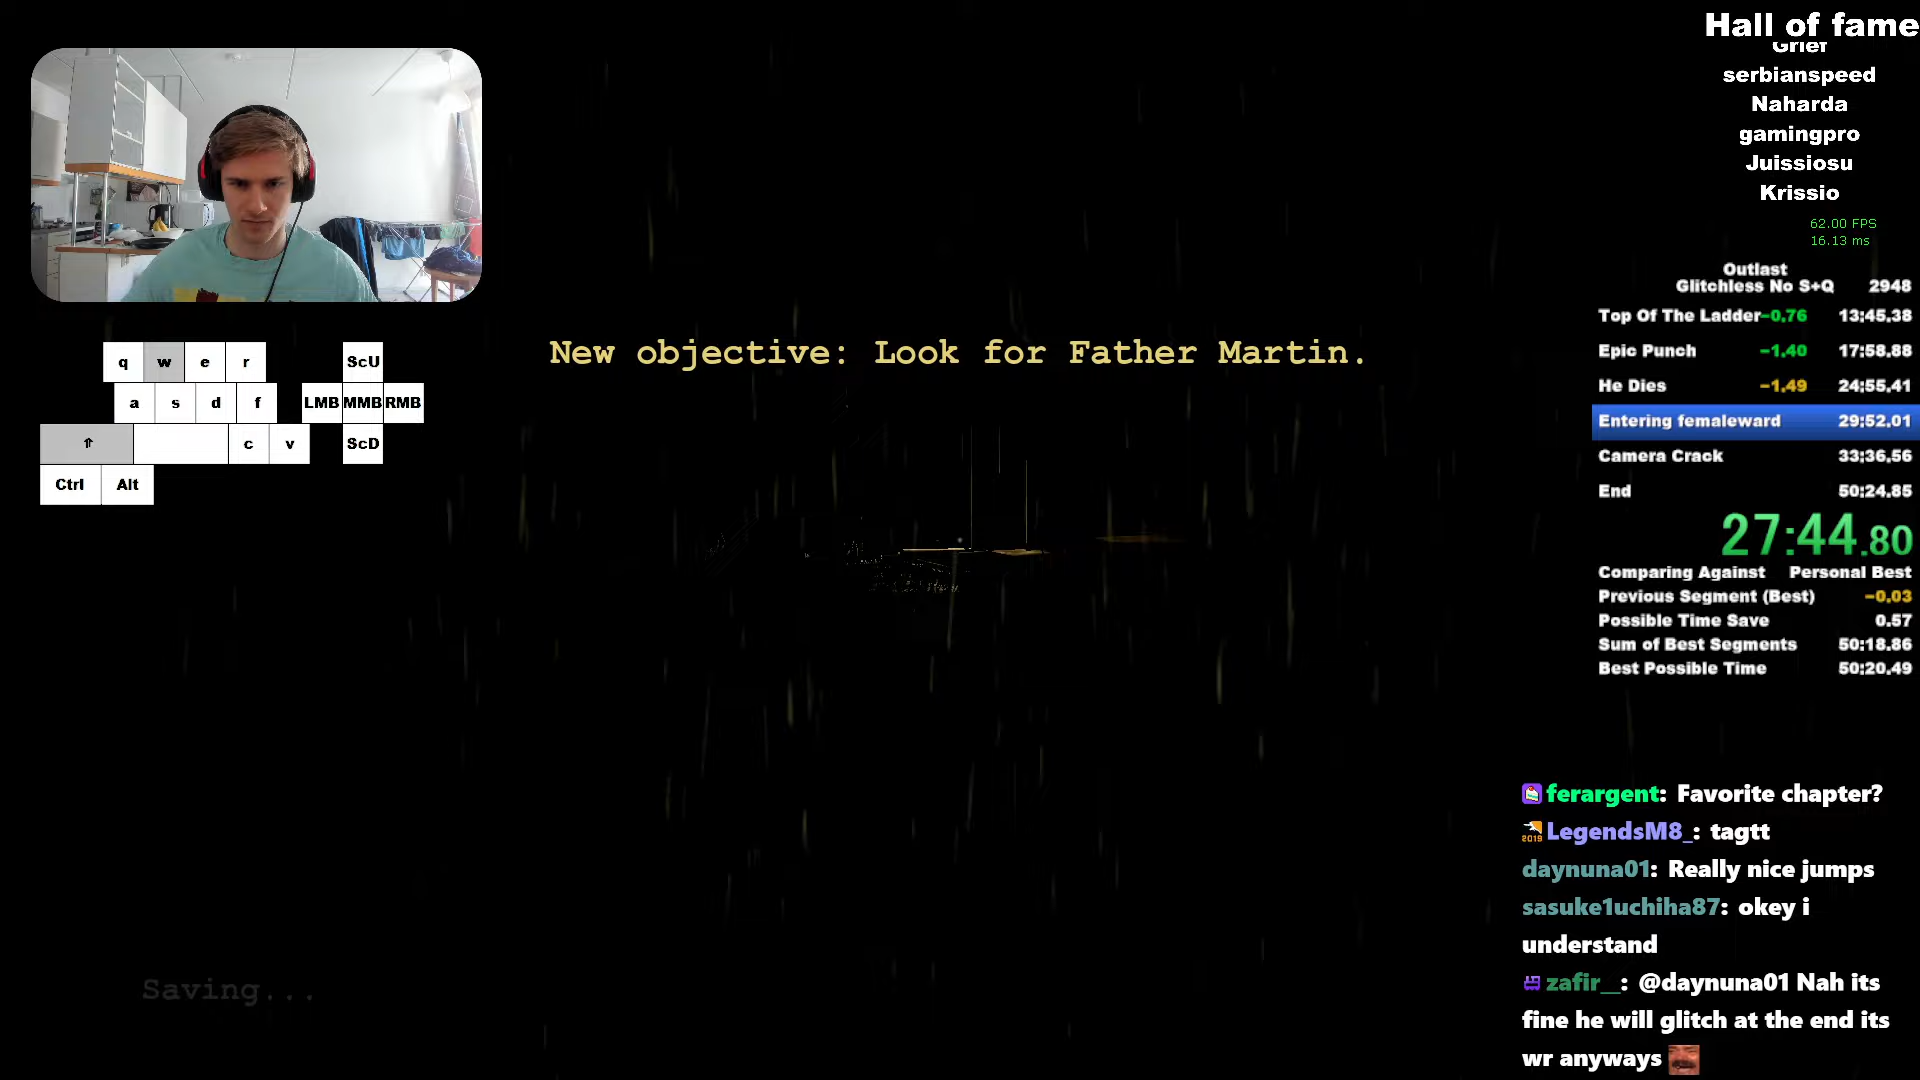 Hall of fame
Grief
serbianspeed
Naharda
gamingpro
Juissiosu
Krissio
62.00 FPS
16.13 ms
Outlast
Glitchless No S+Q 2948
Top Of The Ladder -0.76 13:45.38
Epic Punch -1.40 17:58.88
He Dies -1.49 24:55.41
Entering femaleward 29:52.01
Camera Crack 33:36.56
End 50:24.85
27:44.80
Comparing Against Personal Best
Previous Segment (Best) -0.03
Possible Time Save 0.57
Sum of Best Segments 50:18.86
Best Possible Time 50:20.49
New objective: Look for Father Martin.
q w e r ScU
a s d f LMB MMB RMB
⇧ c v ScD
Ctrl Alt
Saving...
ferargent: Favorite chapter?
2019 LegendsM8_: tagtt
daynuna01: Really nice jumps
sasuke1uchiha87: okey i
understand
zafir__: @daynuna01 Nah its
fine he will glitch at the end its
wr anyways